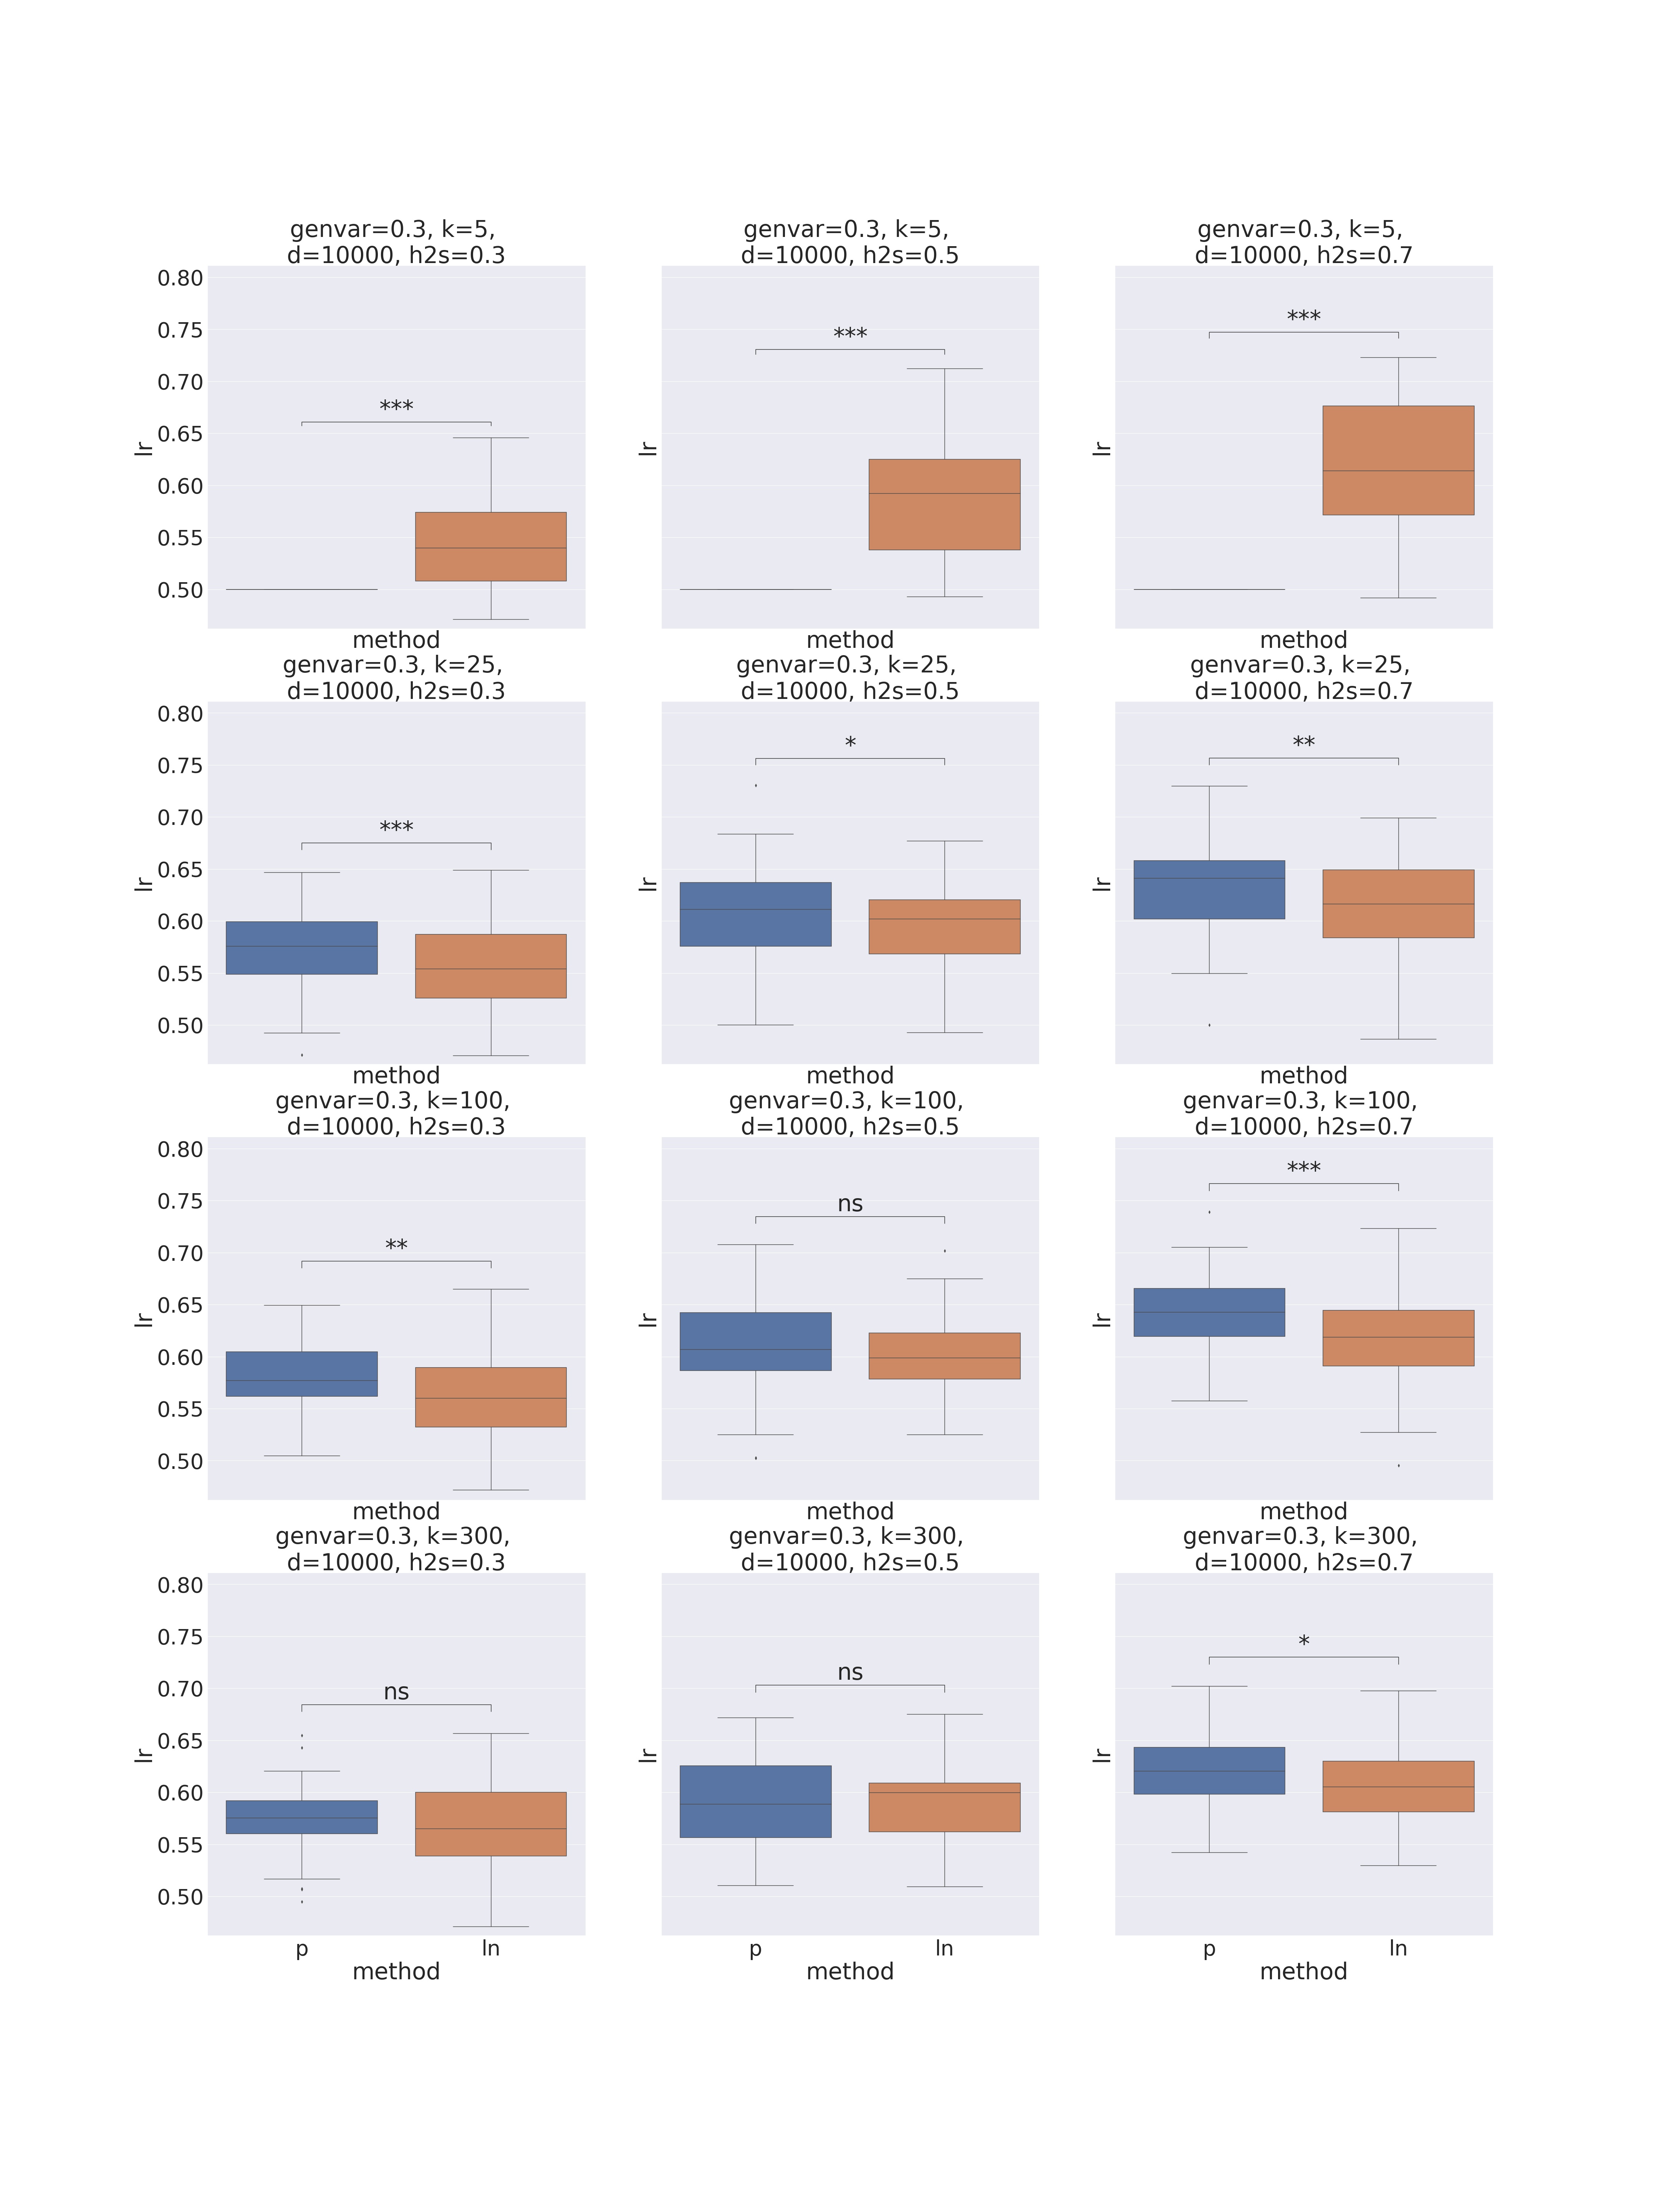 genvar=0.3, k=5,
d=10000, h2s=0.3
genvar=0.3, k=5,
d=10000, h2s=0.5
genvar=0.3, k=5,
d=10000, h2s=0.7
0.80
0.75
0.70
0.65
0.60
0.55
0.50
lr
***
method
lr
***
method
lr
***
method
genvar=0.3, k=25,
d=10000, h2s=0.3
genvar=0.3, k=25,
d=10000, h2s=0.5
genvar=0.3, k=25,
d=10000, h2s=0.7
0.80
0.75
0.70
0.65
0.60
0.55
0.50
lr
***
method
lr
*
method
lr
**
method
genvar=0.3, k=100,
d=10000, h2s=0.3
genvar=0.3, k=100,
d=10000, h2s=0.5
genvar=0.3, k=100,
d=10000, h2s=0.7
0.80
0.75
0.70
0.65
0.60
0.55
0.50
lr
**
method
lr
ns
method
lr
***
method
genvar=0.3, k=300,
d=10000, h2s=0.3
genvar=0.3, k=300,
d=10000, h2s=0.5
genvar=0.3, k=300,
d=10000, h2s=0.7
0.80
0.75
0.70
0.65
0.60
0.55
0.50
lr
ns
p ln
method
lr
ns
p ln
method
lr
*
p ln
method